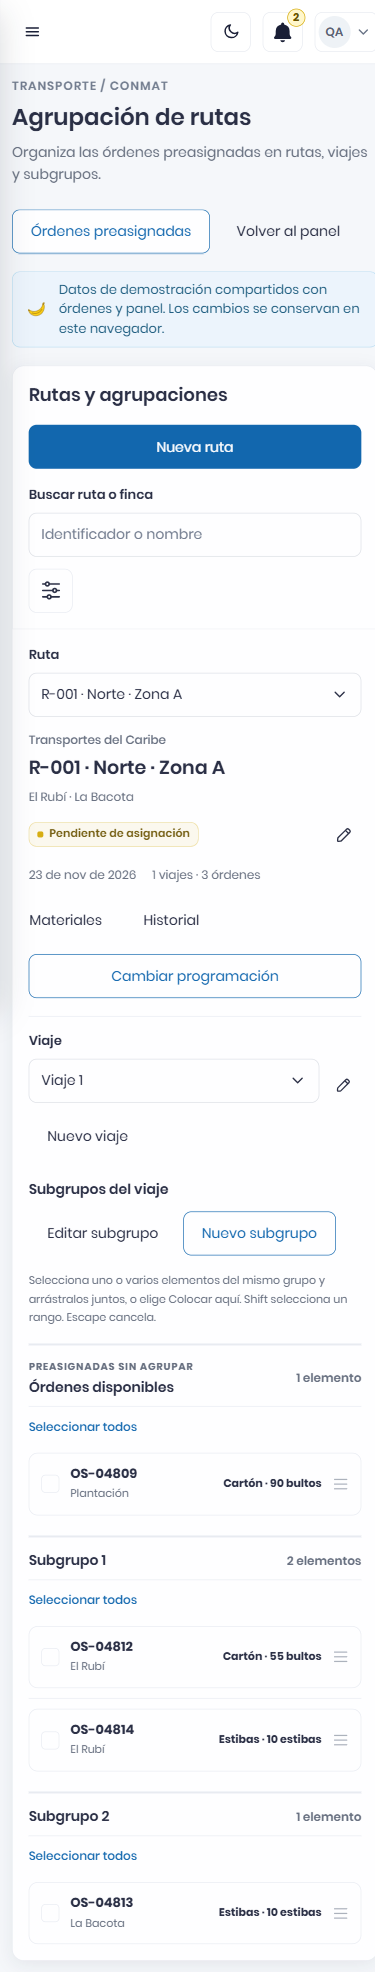 2
QA
TRANSPORTE / CONMAT
Agrupación de rutas
Organiza las órdenes preasignadas en rutas, viajes
y subgrupos.
Órdenes preasignadas
Volver al panel
Datos de demostración compartidos con
órdenes y panel. Los cambios se conservan en
este navegador.
Rutas y agrupaciones
Nueva ruta
Buscar ruta o finca
Identificador o nombre
Ruta
R-001 · Norte · Zona A
Transportes del Caribe
R-001 · Norte · Zona A
El Rubí · La Bacota
Pendiente de asignación
23 de nov de 2026 1 viajes · 3 órdenes
Materiales Historial
Cambiar programación
Viaje
Viaje 1
Nuevo viaje
Subgrupos del viaje
Editar subgrupo Nuevo subgrupo
Selecciona uno o varios elementos del mismo grupo y
arrástralos juntos, o elige Colocar aquí. Shift selecciona un
rango. Escape cancela.
PREASIGNADAS SIN AGRUPAR
Órdenes disponibles
1 elemento
Seleccionar todos
OS-04809
Plantación
Cartón · 90 bultos
Subgrupo 1
2 elementos
Seleccionar todos
OS-04812
El Rubí
Cartón · 55 bultos
OS-04814
El Rubí
Estibas · 10 estibas
Subgrupo 2
1 elemento
Seleccionar todos
OS-04813
La Bacota
Estibas · 10 estibas